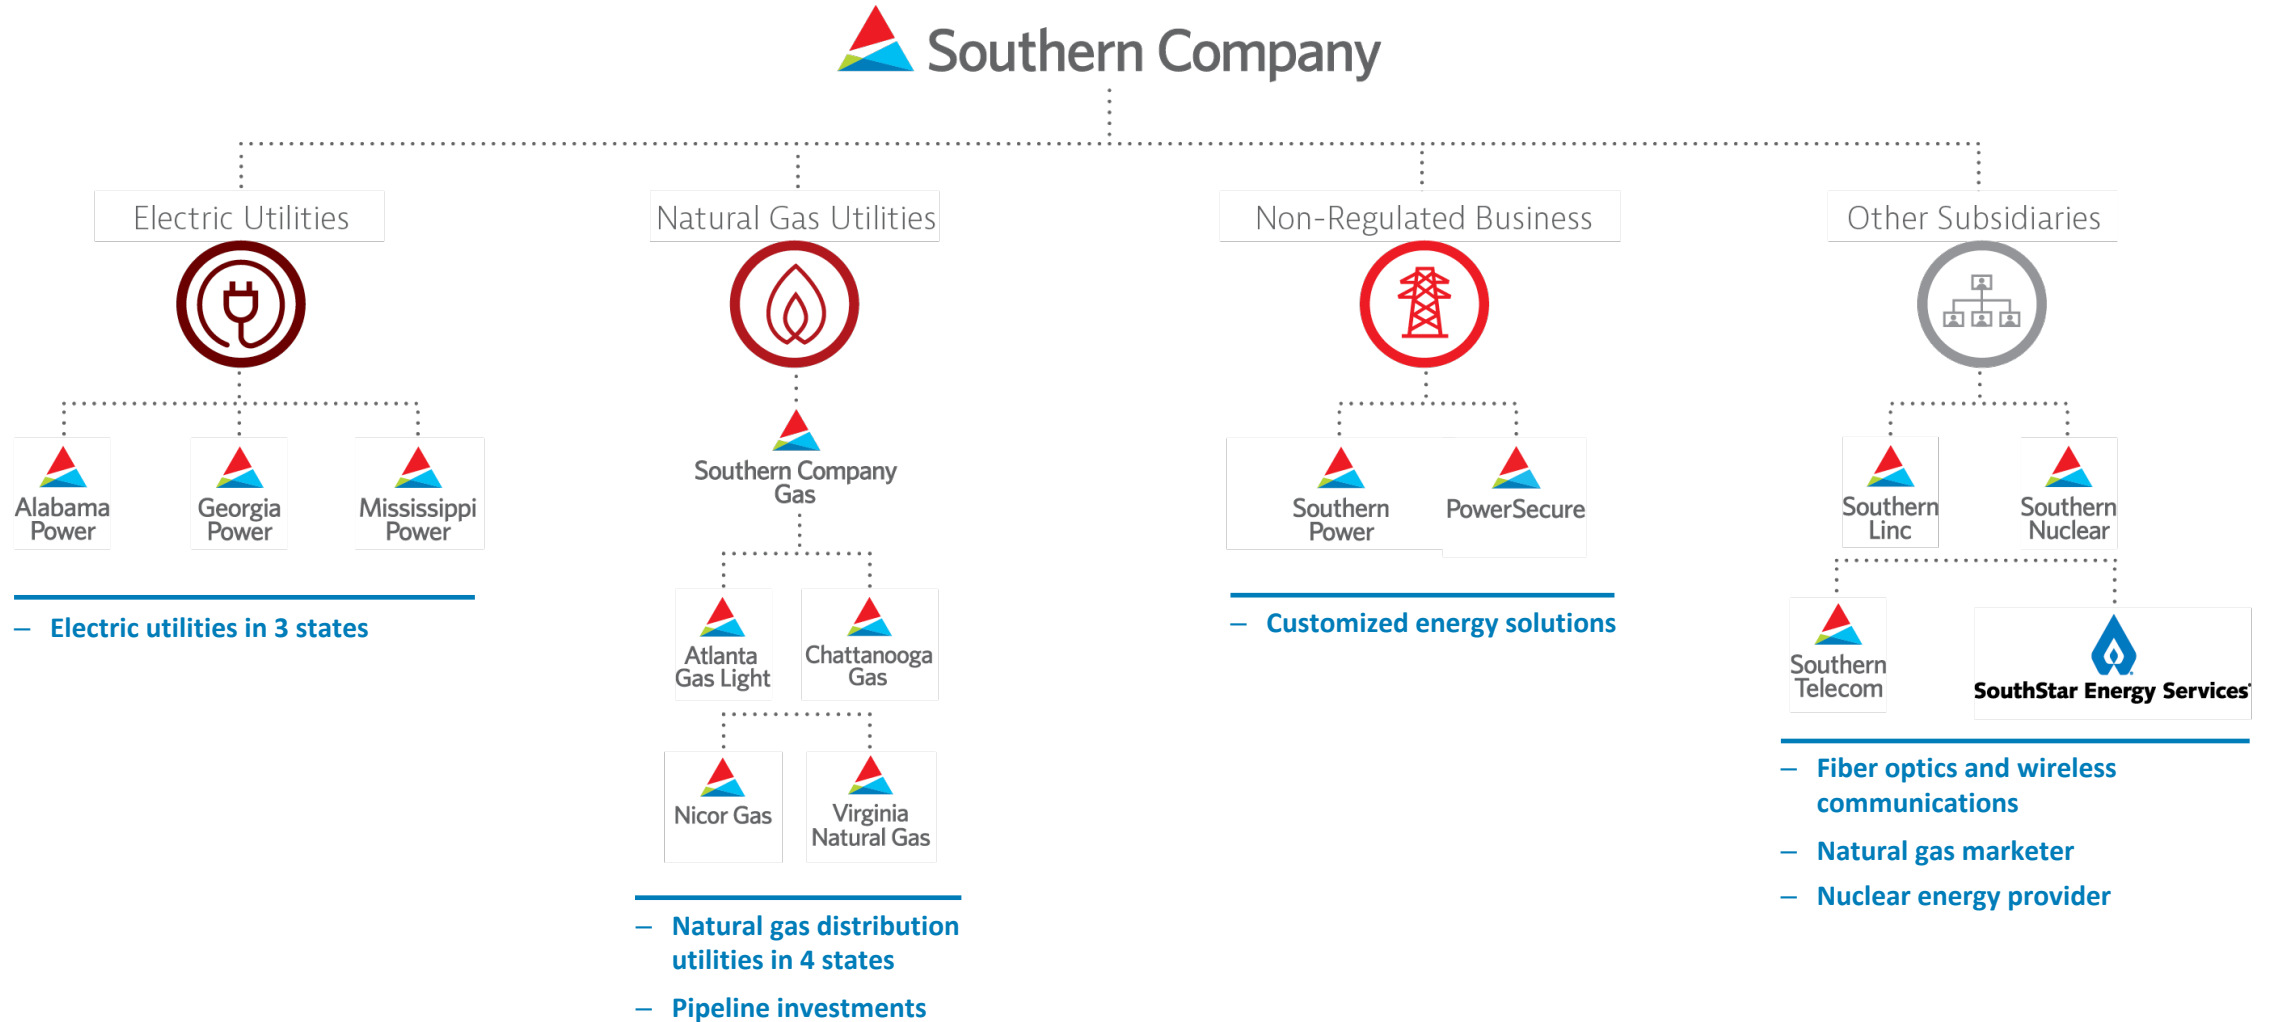 Southern Company
Electric Utilities
Natural Gas Utilities
Non-Regulated Business
Other Subsidiaries
Alabama
Power
Georgia
Power
Mississippi
Power
– Electric utilities in 3 states
Southern Company
Gas
Atlanta
Gas Light
Chattanooga
Gas
Nicor Gas
Virginia
Natural Gas
– Natural gas distribution
utilities in 4 states
– Pipeline investments
Southern
Power
PowerSecure
– Customized energy solutions
Southern
Linc
Southern
Nuclear
Southern
Telecom
SouthStar Energy Services
– Fiber optics and wireless
communications
– Natural gas marketer
– Nuclear energy provider